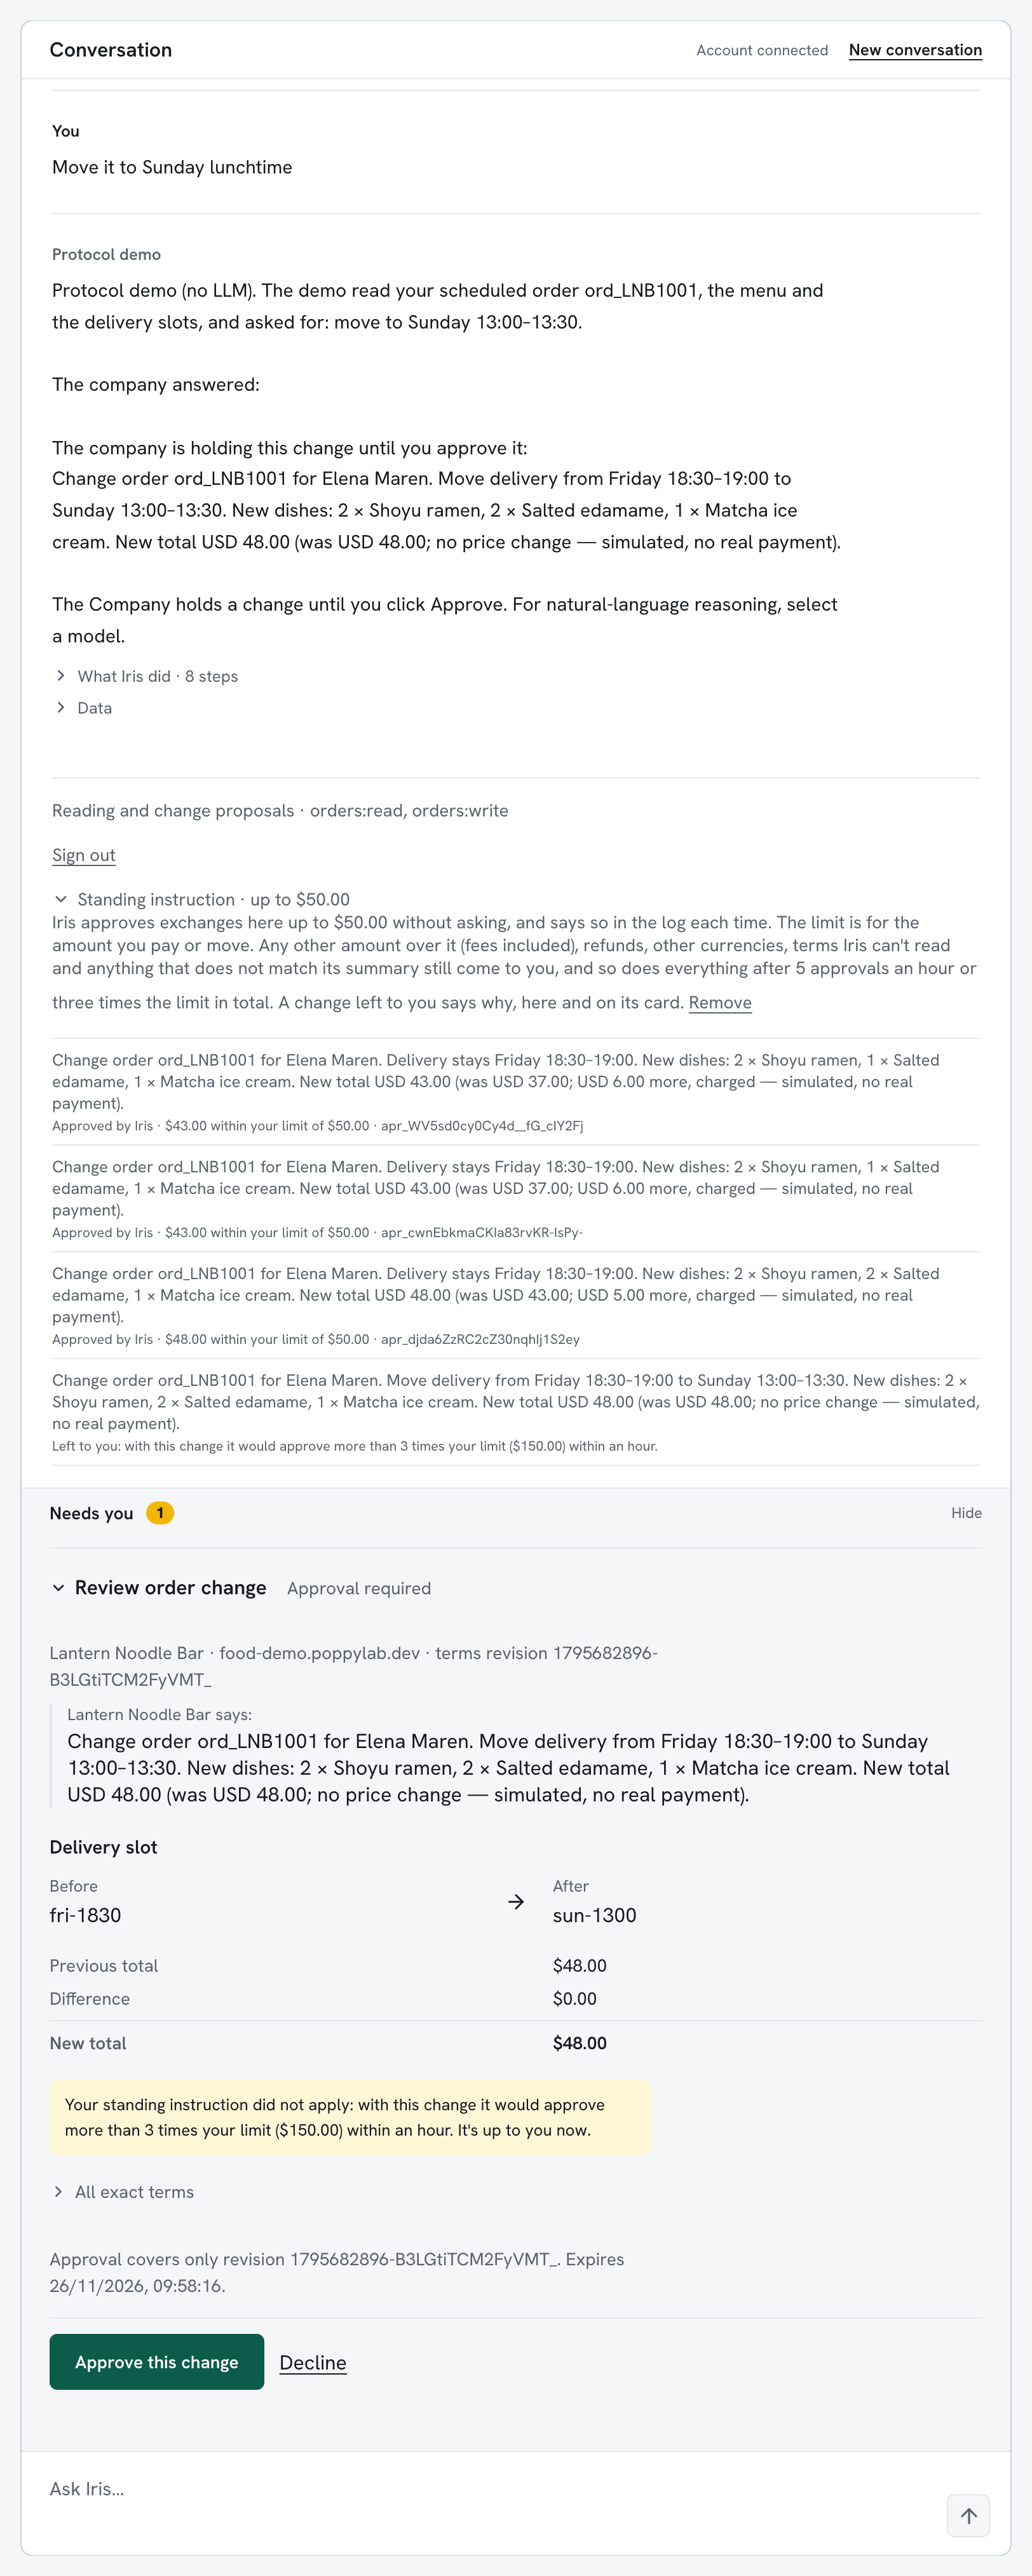 Conversation
Account connected
New conversation
You
Move it to Sunday lunchtime
Protocol demo
Protocol demo (no LLM). The demo read your scheduled order ord_LNB1001, the menu and
the delivery slots, and asked for: move to Sunday 13:00–13:30.
The company answered:
The company is holding this change until you approve it:
Change order ord_LNB1001 for Elena Maren. Move delivery from Friday 18:30–19:00 to
Sunday 13:00–13:30. New dishes: 2 × Shoyu ramen, 2 × Salted edamame, 1 × Matcha ice
cream. New total USD 48.00 (was USD 48.00; no price change — simulated, no real payment).
The Company holds a change until you click Approve. For natural-language reasoning, select
a model.
What Iris did · 8 steps
Data
Reading and change proposals · orders:read, orders:write
Sign out
Standing instruction · up to $50.00
Iris approves exchanges here up to $50.00 without asking, and says so in the log each time. The limit is for the
amount you pay or move. Any other amount over it (fees included), refunds, other currencies, terms Iris can't read
and anything that does not match its summary still come to you, and so does everything after 5 approvals an hour or
three times the limit in total. A change left to you says why, here and on its card. Remove
Change order ord_LNB1001 for Elena Maren. Delivery stays Friday 18:30–19:00. New dishes: 2 × Shoyu ramen, 1 × Salted
edamame, 1 × Matcha ice cream. New total USD 43.00 (was USD 37.00; USD 6.00 more, charged — simulated, no real
payment).
Approved by Iris · $43.00 within your limit of $50.00 · apr_WV5sd0cy0Cy4d__fG_cIY2Fj
Change order ord_LNB1001 for Elena Maren. Delivery stays Friday 18:30–19:00. New dishes: 2 × Shoyu ramen, 1 × Salted
edamame, 1 × Matcha ice cream. New total USD 43.00 (was USD 37.00; USD 6.00 more, charged — simulated, no real
payment).
Approved by Iris · $43.00 within your limit of $50.00 · apr_cwnEbkmaCKIa83rvKR-IsPy-
Change order ord_LNB1001 for Elena Maren. Delivery stays Friday 18:30–19:00. New dishes: 2 × Shoyu ramen, 2 × Salted
edamame, 1 × Matcha ice cream. New total USD 48.00 (was USD 43.00; USD 5.00 more, charged — simulated, no real
payment).
Approved by Iris · $48.00 within your limit of $50.00 · apr_djda6ZzRC2cZ30nqhIj1S2ey
Change order ord_LNB1001 for Elena Maren. Move delivery from Friday 18:30–19:00 to Sunday 13:00–13:30. New dishes: 2 ×
Shoyu ramen, 2 × Salted edamame, 1 × Matcha ice cream. New total USD 48.00 (was USD 48.00; no price change — simulated,
no real payment).
Left to you: with this change it would approve more than 3 times your limit ($150.00) within an hour.
Needs you 1
Hide
Review order change
Approval required
Lantern Noodle Bar · food-demo.poppylab.dev · terms revision 1795682896-
B3LGtiTCM2FyVMT_
Lantern Noodle Bar says:
Change order ord_LNB1001 for Elena Maren. Move delivery from Friday 18:30–19:00 to Sunday
13:00–13:30. New dishes: 2 × Shoyu ramen, 2 × Salted edamame, 1 × Matcha ice cream. New total
USD 48.00 (was USD 48.00; no price change — simulated, no real payment).
Delivery slot
Before
fri-1830
After
sun-1300
Previous total $48.00
Difference $0.00
New total $48.00
Your standing instruction did not apply: with this change it would approve
more than 3 times your limit ($150.00) within an hour. It's up to you now.
All exact terms
Approval covers only revision 1795682896-B3LGtiTCM2FyVMT_. Expires
26/11/2026, 09:58:16.
Approve this change
Decline
Ask Iris…